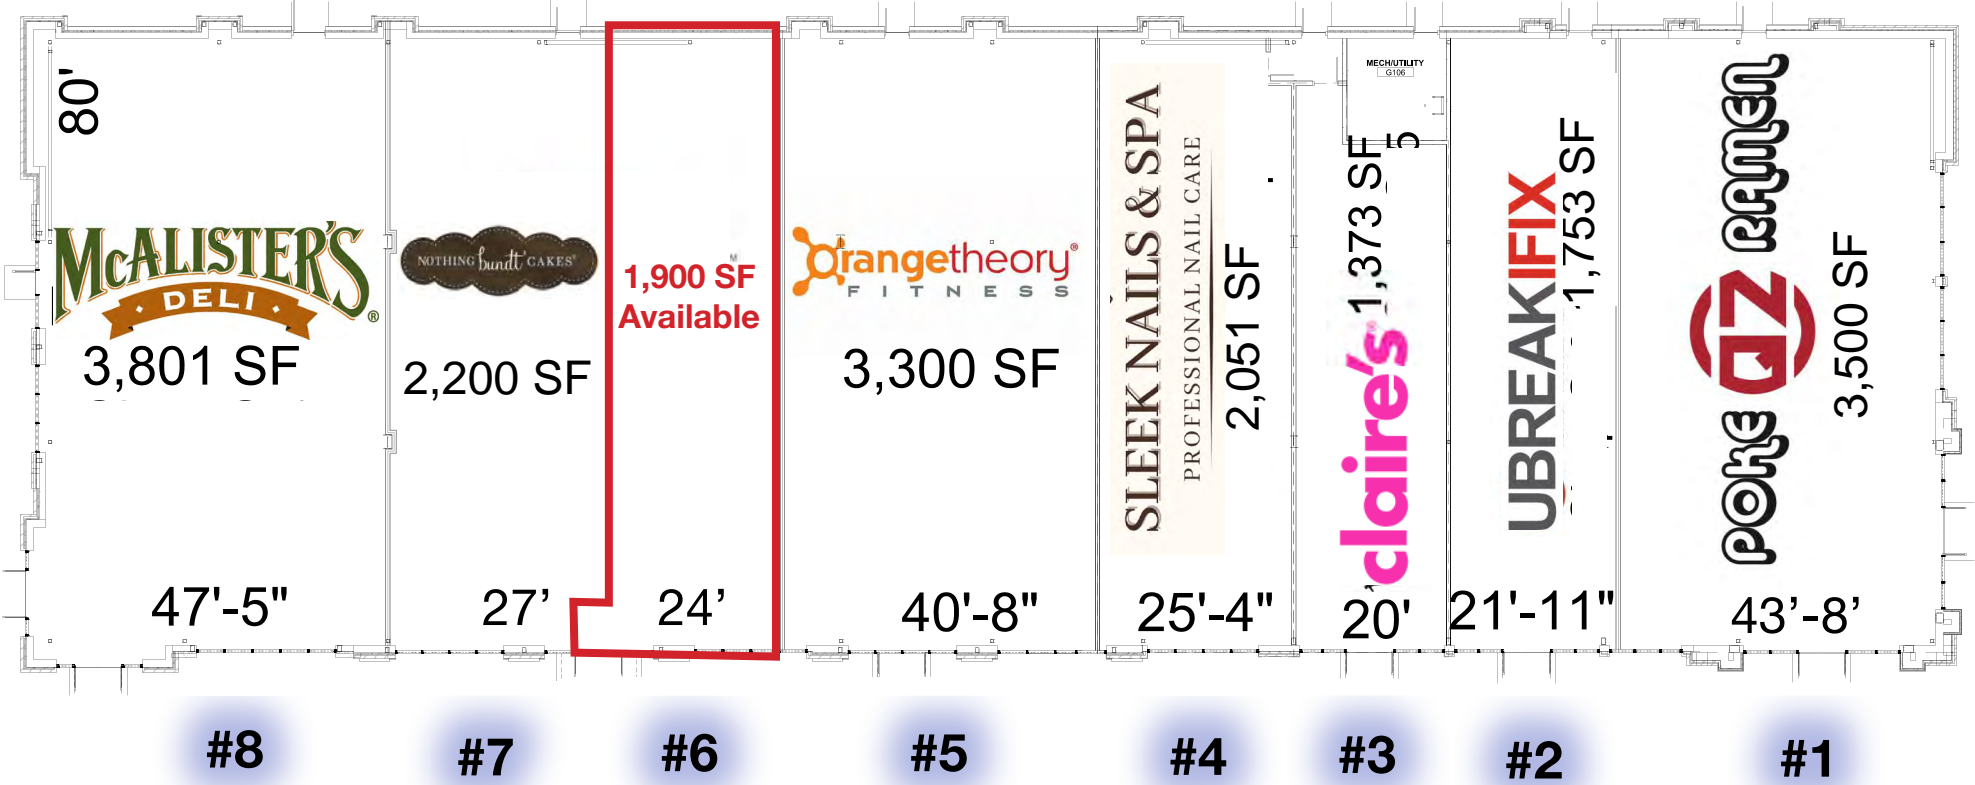 80'
McALISTER'S
DELI
®
3,801 SF
47'-5"
#8
NOTHING bundt CAKES®
2,200 SF
27’
#7
1,900 SF
Available
24’
#6
Orangetheory®
FITNESS
3,300 SF
40'-8"
#5
SLEEK NAILS & SPA
PROFESSIONAL NAIL CARE
2,051 SF
25'-4"
#4
MECH/UTILITY
G106
5
1,373 SF
claire's®
20'
#3
UBREAKIFIX
1,753 SF
21'-11"
#2
POKE QZ RAMEN
3,500 SF
43’-8’
#1